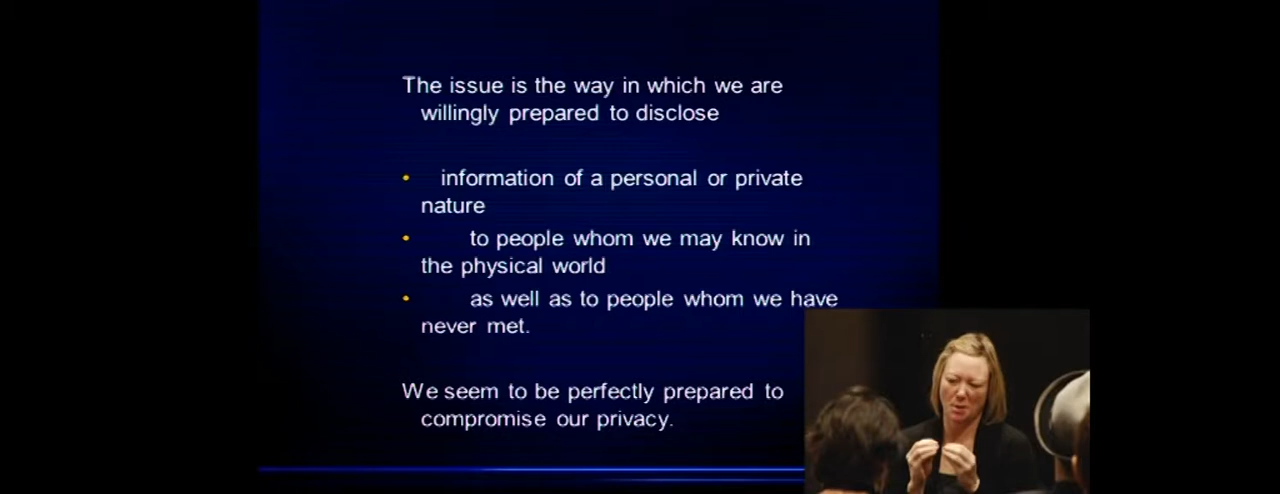 The issue is the way in which we are
willingly prepared to disclose
• information of a personal or private
nature
• to people whom we may know in
the physical world
• as well as to people whom we have
never met.
We seem to be perfectly prepared to
compromise our privacy.